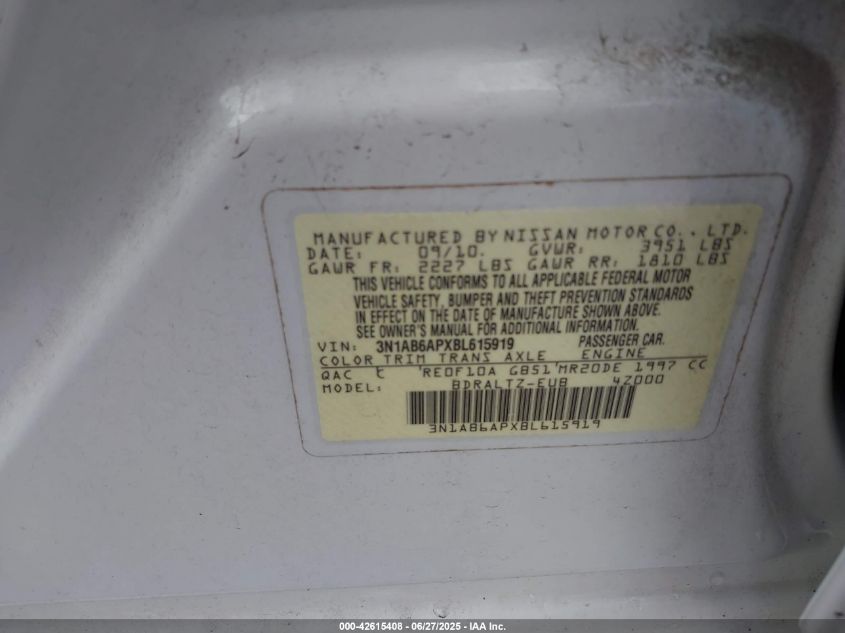 MANUFACTURED BY NISSAN MOTOR CO., LTD.
DATE: 09/10. GVWR: 3951 LBS
GAWR FR: 2227 LBS GAWR RR: 1810 LBS
THIS VEHICLE CONFORMS TO ALL APPLICABLE FEDERAL MOTOR
VEHICLE SAFETY, BUMPER AND THEFT PREVENTION STANDARDS
IN EFFECT ON THE DATE OF MANUFACTURE SHOWN ABOVE.
SEE OWNER'S MANUAL FOR ADDITIONAL INFORMATION
VIN: 3N1AB6APXBL615919 PASSENGER CAR.
COLOR TRIM TRANS AXLE ENGINE
QAC RE0F10A GB51 MR20DE 1997 CC
MODEL: BDRALTZ-EUB 4Z000
3N1AB6APXBL615919
000-42615408 - 06/27/2025 - IAA Inc.